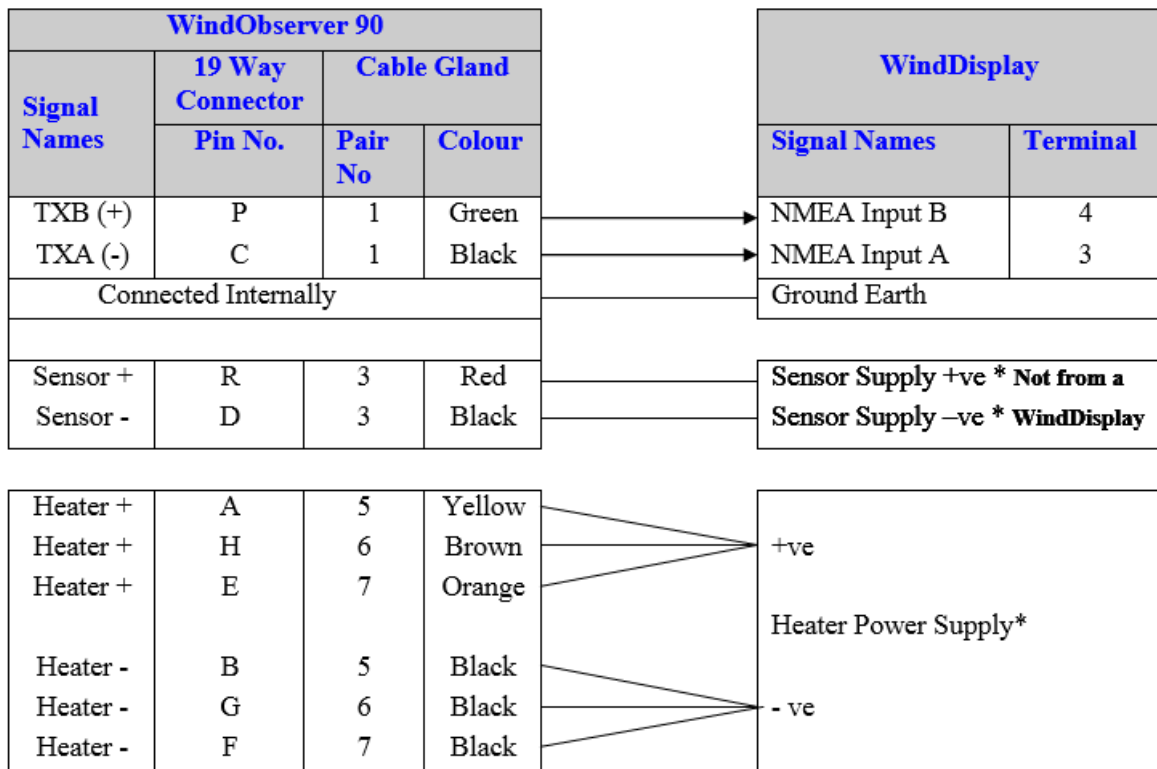 WindObserver 90
WindDisplay
Signal Names
19 Way Connector
Cable Gland
Pin No.
Pair No
Colour
Signal Names
Terminal
TXB (+) P 1 Green NMEA Input B 4
TXA (-) C 1 Black NMEA Input A 3
Connected Internally Ground Earth
Sensor + R 3 Red Sensor Supply +ve * Not from a
Sensor - D 3 Black Sensor Supply –ve * WindDisplay
Heater + A 5 Yellow
Heater + H 6 Brown +ve
Heater + E 7 Orange
Heater Power Supply*
Heater - B 5 Black
Heater - G 6 Black - ve
Heater - F 7 Black